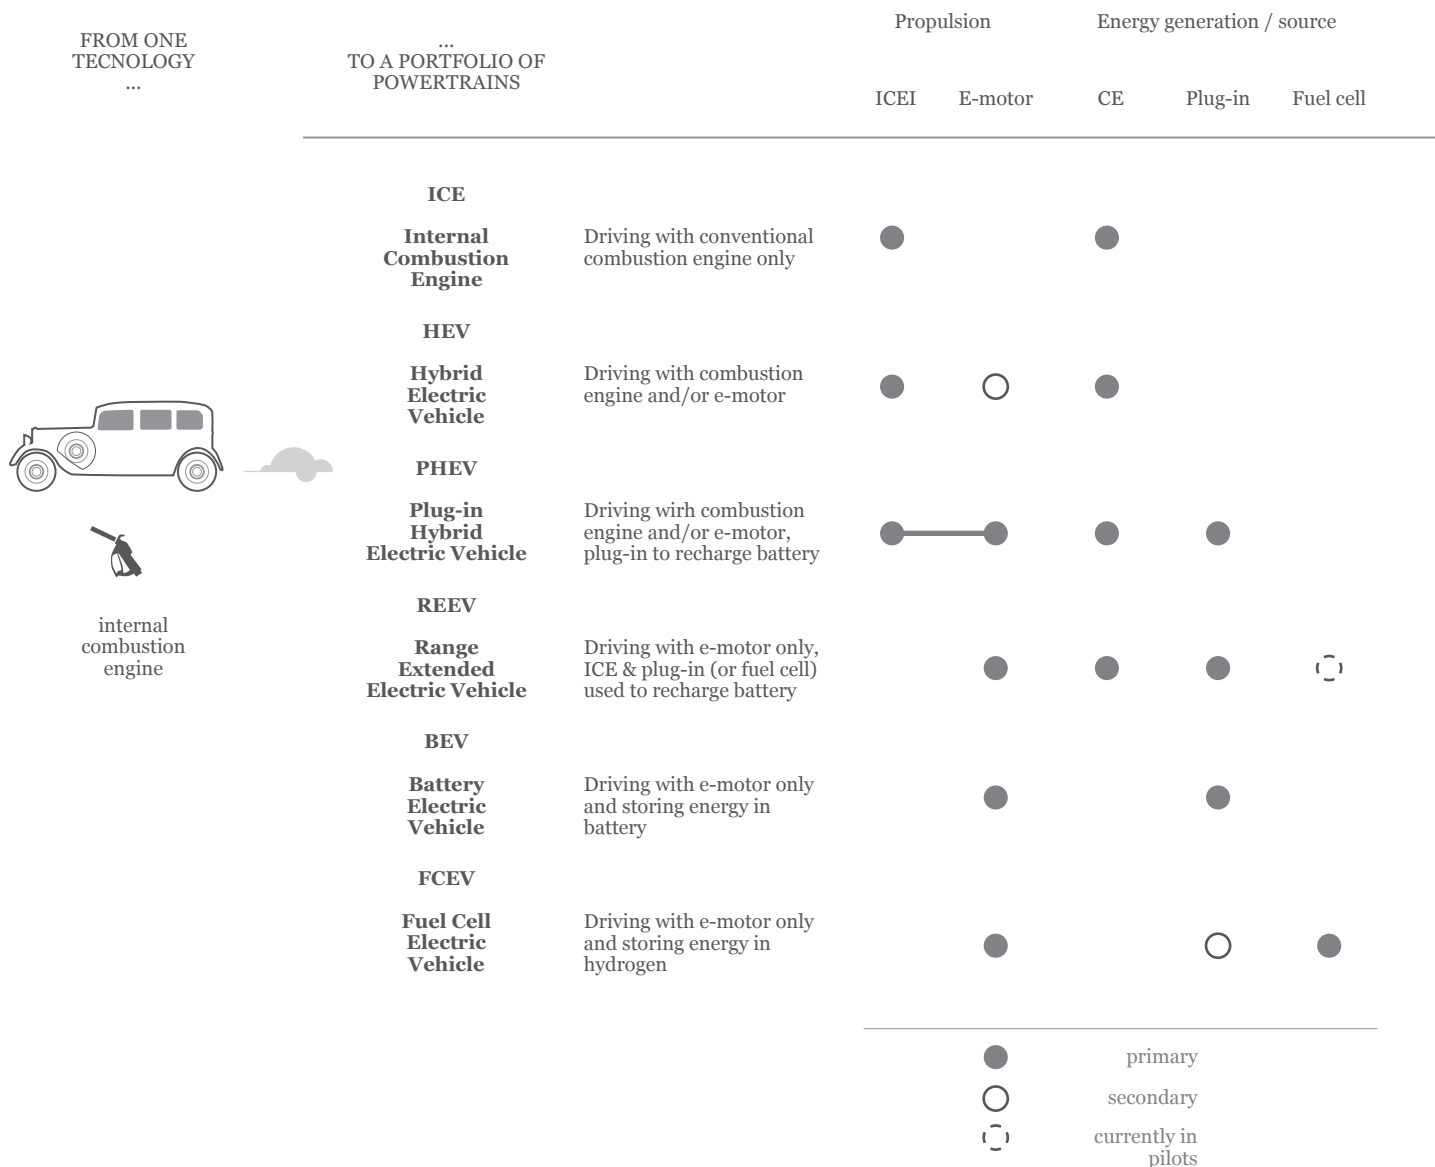 FROM ONE
TECNOLOGY
...
...
TO A PORTFOLIO OF
POWERTRAINS
Propulsion
Energy generation / source
ICEI
E-motor
CE
Plug-in
Fuel cell
ICE
Internal
Combustion
Engine
Driving with conventional
combustion engine only
HEV
Hybrid
Electric
Vehicle
Driving with combustion
engine and/or e-motor
PHEV
Plug-in
Hybrid
Electric Vehicle
Driving wirh combustion
engine and/or e-motor,
plug-in to recharge battery
internal
combustion
engine
REEV
Range
Extended
Electric Vehicle
Driving with e-motor only,
ICE & plug-in (or fuel cell)
used to recharge battery
BEV
Battery
Electric
Vehicle
Driving with e-motor only
and storing energy in
battery
FCEV
Fuel Cell
Electric
Vehicle
Driving with e-motor only
and storing energy in
hydrogen
primary
secondary
currently in
pilots